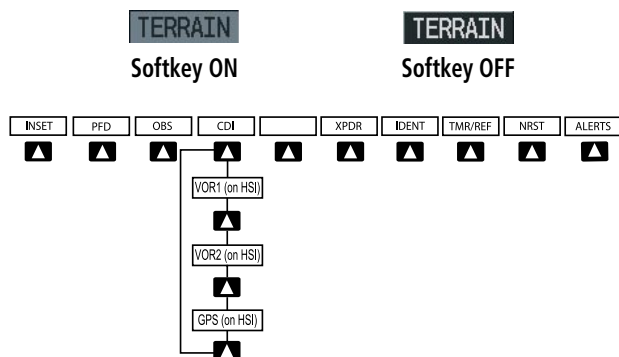 TERRAIN TERRAIN
Softkey ON Softkey OFF
INSET PFD OBS CDI XPDR IDENT TMR/REF NRST ALERTS
VOR1 (on HSI)
VOR2 (on HSI)
GPS (on HSI)